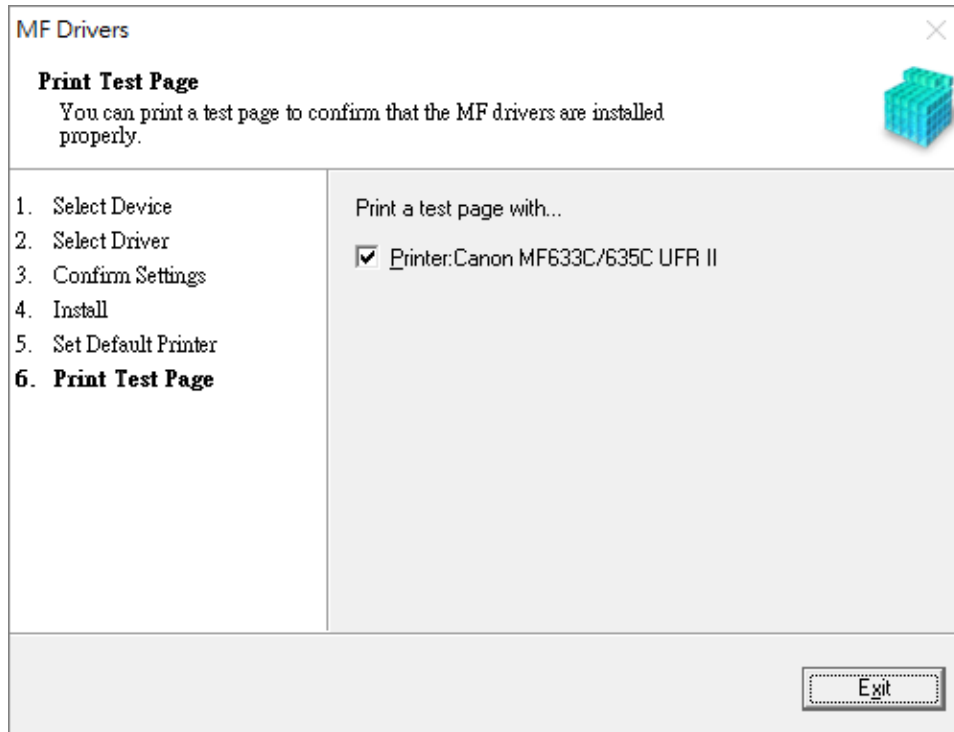 MF Drivers
Print Test Page
You can print a test page to confirm that the MF drivers are installed
properly.
1. Select Device
2. Select Driver
3. Confirm Settings
4. Install
5. Set Default Printer
6. Print Test Page
Print a test page with...
Printer:Canon MF633C/635C UFR II
Exit